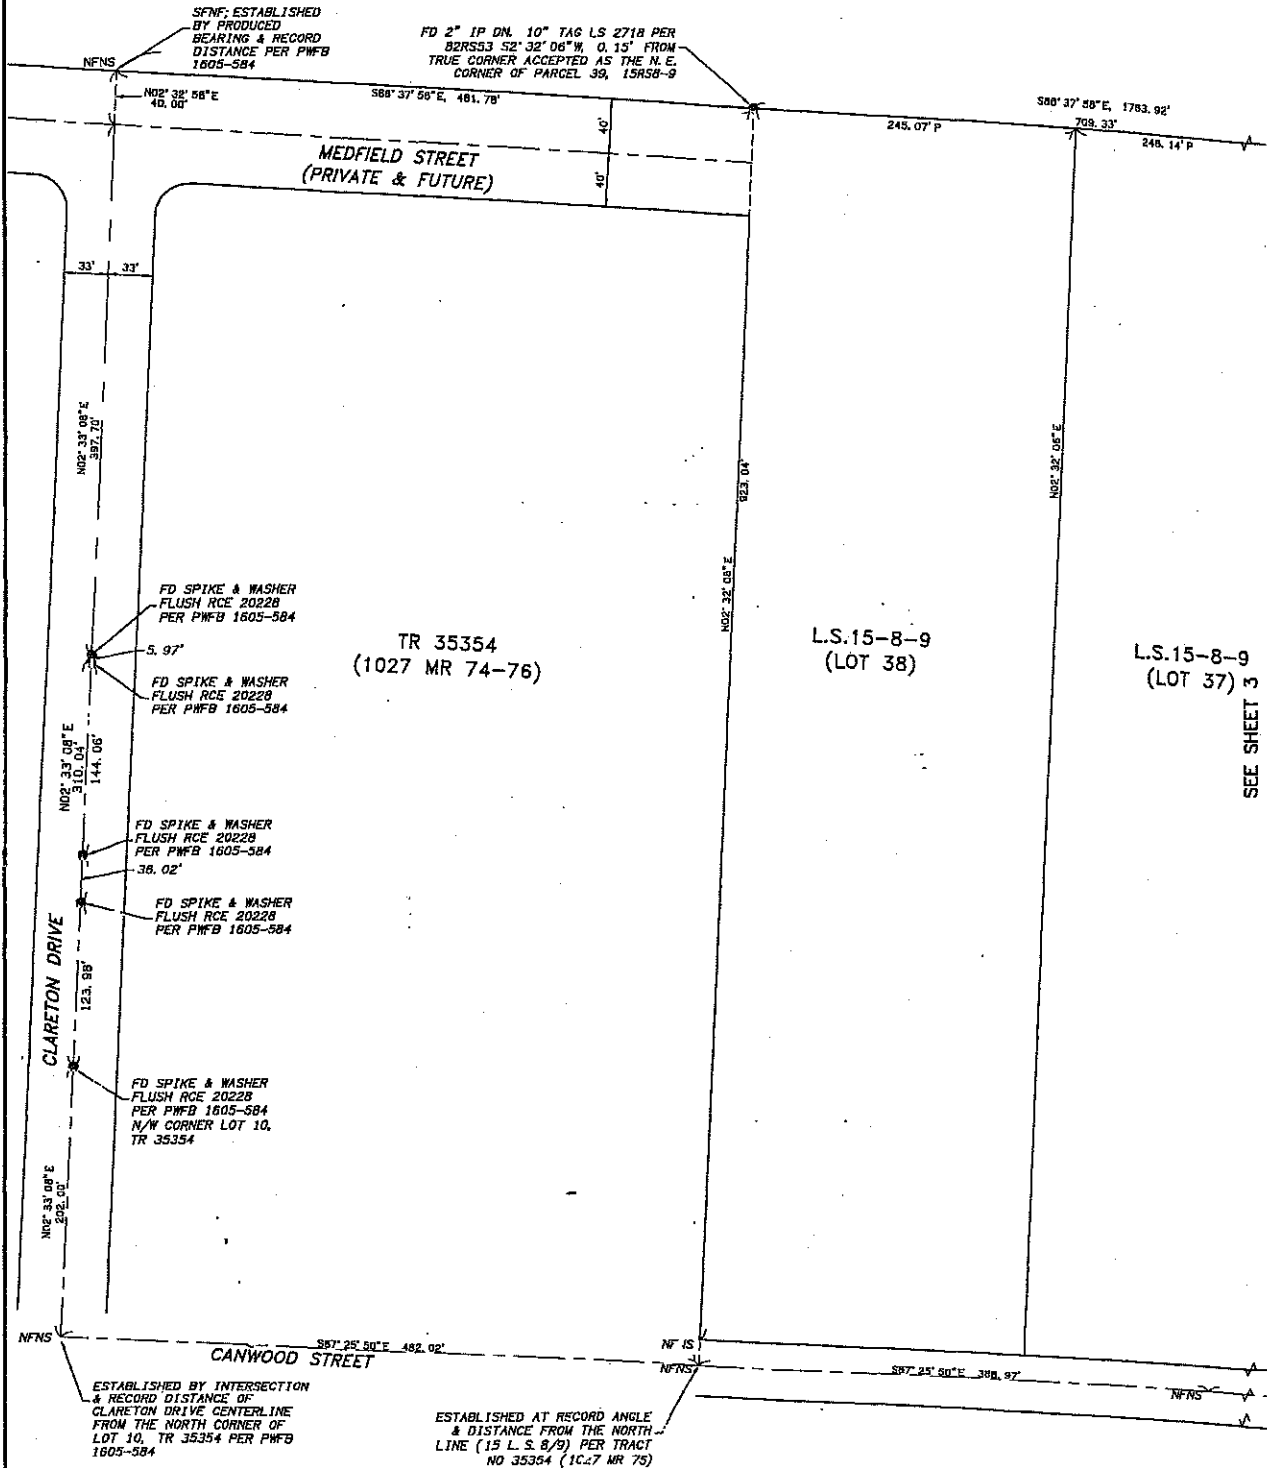 SFNF; ESTABLISHED
BY PRODUCED
BEARING & RECORD
DISTANCE PER PWFB
1605-584
FD 2" IP DN. 10" TAG LS 2718 PER
82RS53 S2° 32' 06"W, 0.15' FROM
TRUE CORNER ACCEPTED AS THE N.E.
CORNER OF PARCEL 39, 15RS8-9
NFNS
N02° 32' 56"E
40.00'
S88° 37' 56"E, 481.78'
S88° 37' 58"E, 1763.92'
709.33'
245.07' P
246.14' P
40'
40'
MEDFIELD STREET
(PRIVATE & FUTURE)
33'
33'
N02° 33' 08"E
397.70'
923.04'
N02° 32' 08"E
N02° 32' 06"E
FD SPIKE & WASHER
FLUSH RCE 20228
PER PWFB 1605-584
5.97'
FD SPIKE & WASHER
FLUSH RCE 20228
PER PWFB 1605-584
TR 35354
(1027 MR 74-76)
L.S.15-8-9
(LOT 38)
L.S.15-8-9
(LOT 37)
SEE SHEET 3
N02° 33' 08"E
310.04'
144.06'
FD SPIKE & WASHER
FLUSH RCE 20228
PER PWFB 1605-584
36.02'
FD SPIKE & WASHER
FLUSH RCE 20228
PER PWFB 1605-584
CLARETON DRIVE
123.98'
FD SPIKE & WASHER
FLUSH RCE 20228
PER PWFB 1605-584
N/W CORNER LOT 10,
TR 35354
N02° 33' 08"E
202.00'
NFNS
S87° 25' 50"E 482.02'
CANWOOD STREET
NFNS
S87° 25' 50"E 388.97'
NFNS
ESTABLISHED BY INTERSECTION
& RECORD DISTANCE OF
CLARETON DRIVE CENTERLINE
FROM THE NORTH CORNER OF
LOT 10, TR 35354 PER PWFB
1605-584
ESTABLISHED AT RECORD ANGLE
& DISTANCE FROM THE NORTH
LINE (15 L.S. 8/9) PER TRACT
NO 35354 (1027 MR 75)